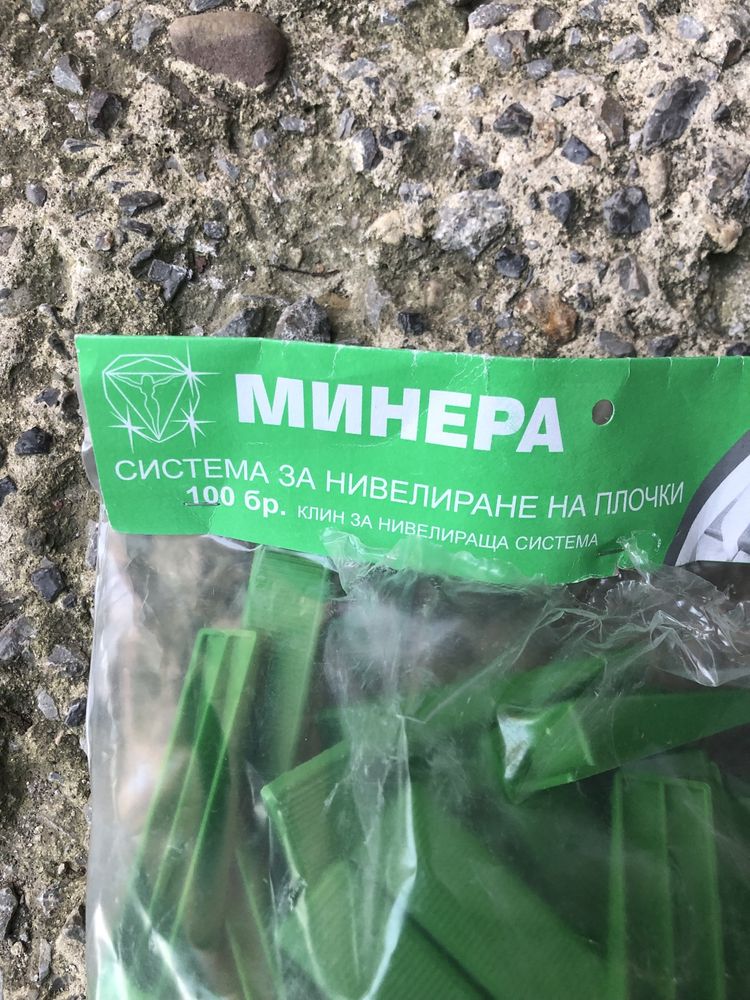 МИНЕРА
СИСТЕМА ЗА НИВЕЛИРАНЕ НА ПЛОЧКИ
100 бр. КЛИН ЗА НИВЕЛИРАЩА СИСТЕМА